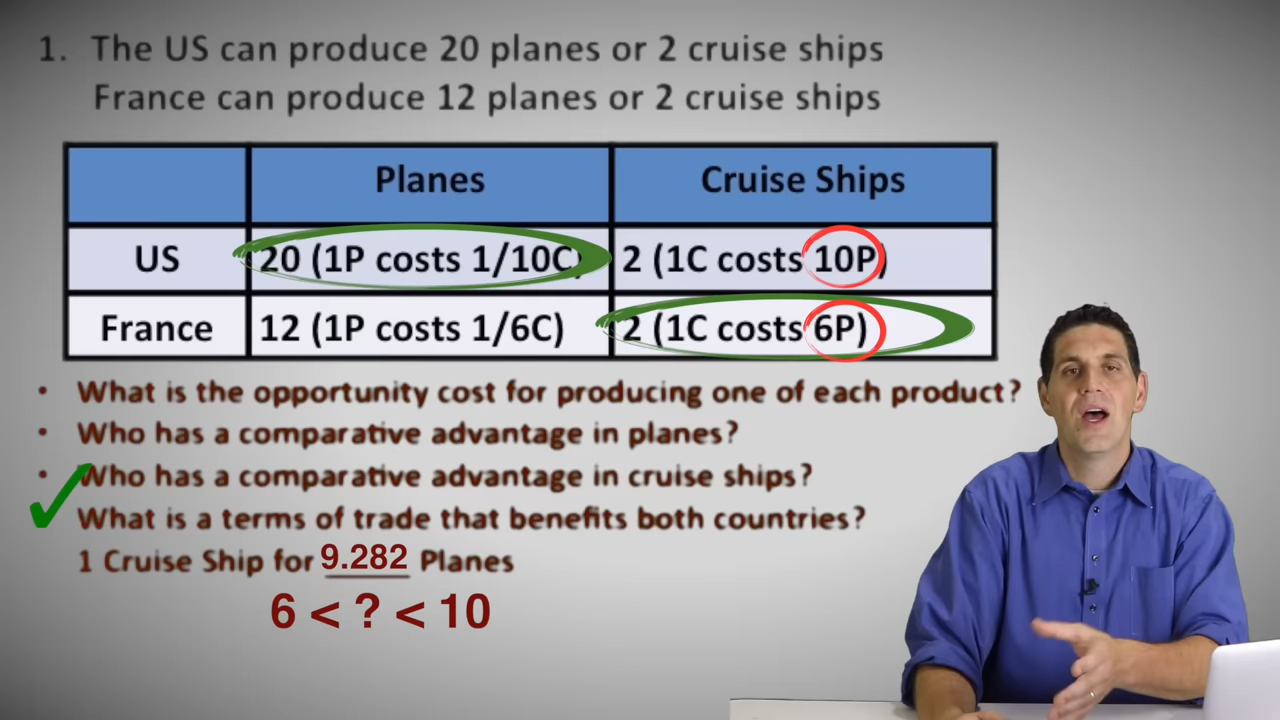 1. The US can produce 20 planes or 2 cruise ships
France can produce 12 planes or 2 cruise ships
Planes Cruise Ships
US 20 (1P costs 1/10C) 2 (1C costs 10P)
France 12 (1P costs 1/6C) 2 (1C costs 6P)
• What is the opportunity cost for producing one of each product?
• Who has a comparative advantage in planes?
• Who has a comparative advantage in cruise ships?
What is a terms of trade that benefits both countries?
1 Cruise Ship for 9.282 Planes
6 < ? < 10